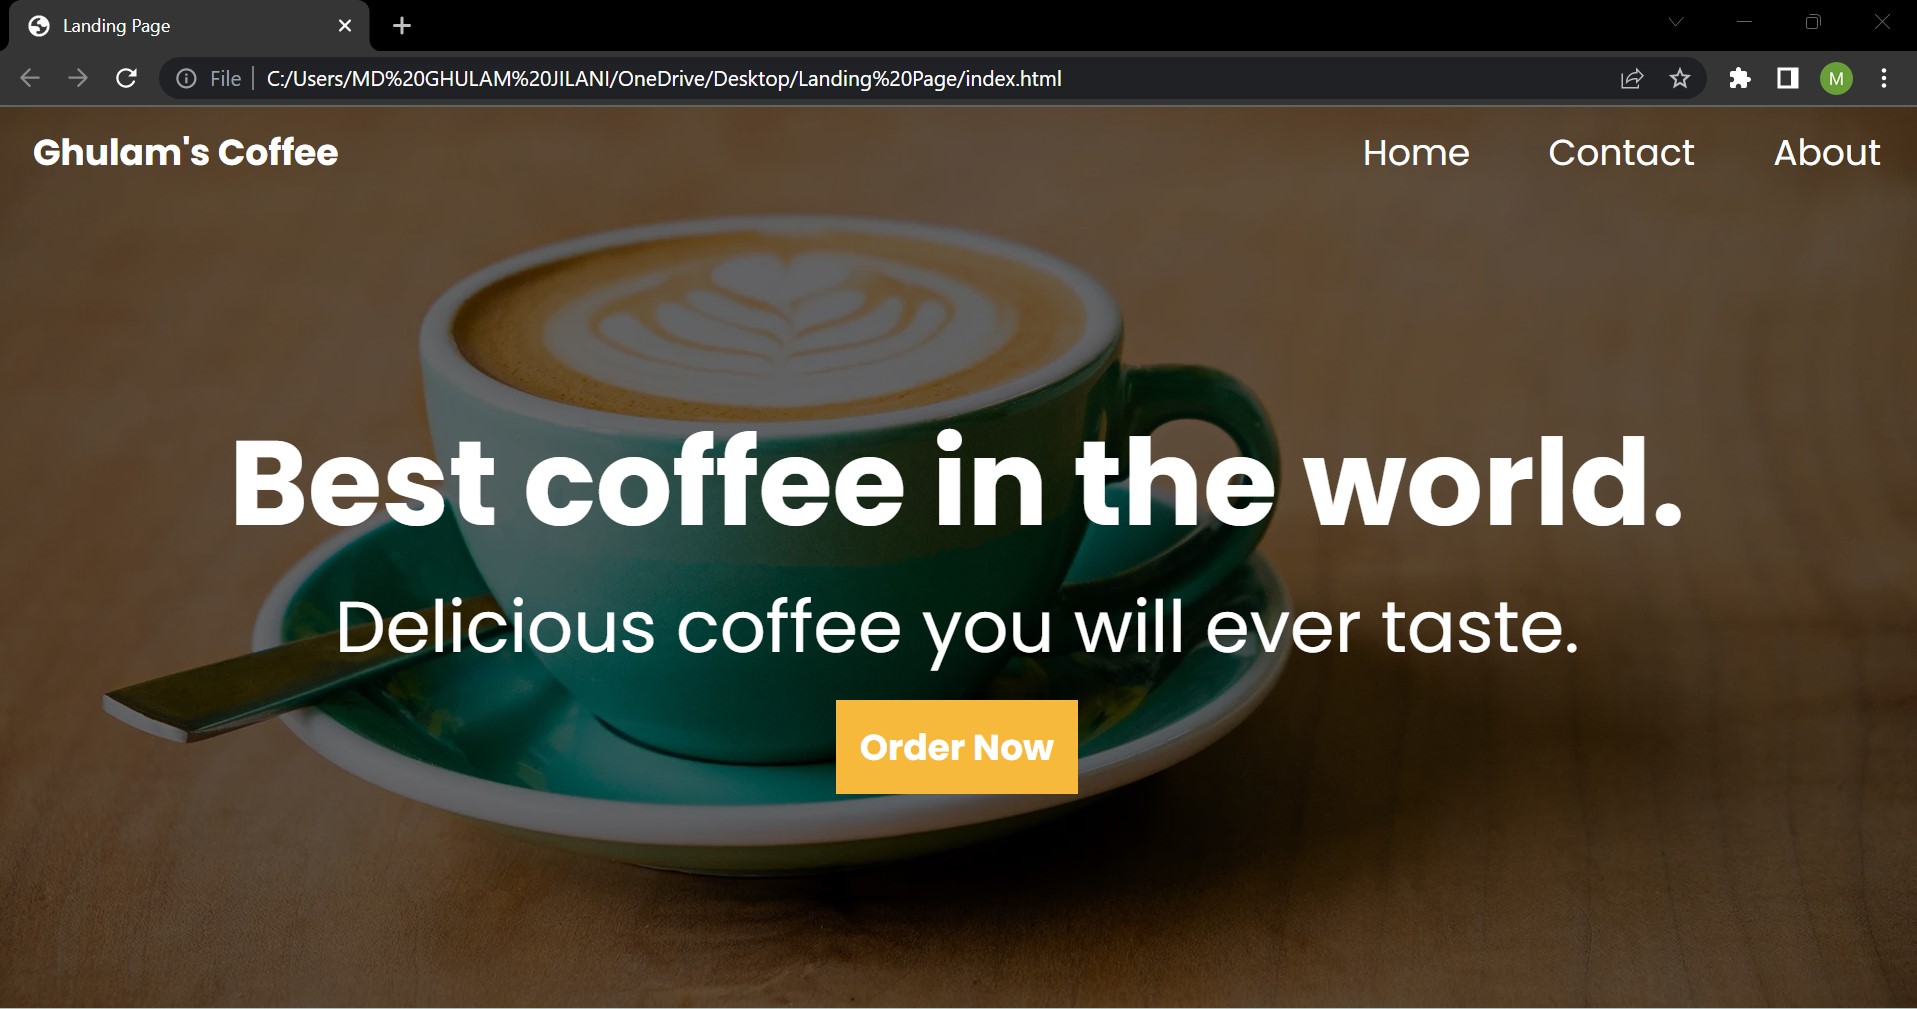 Landing Page
File C:/Users/MD%20GHULAM%20JILANI/OneDrive/Desktop/Landing%20Page/index.html
M
Ghulam's Coffee Home Contact About
Best coffee in the world.
Delicious coffee you will ever taste.
Order Now